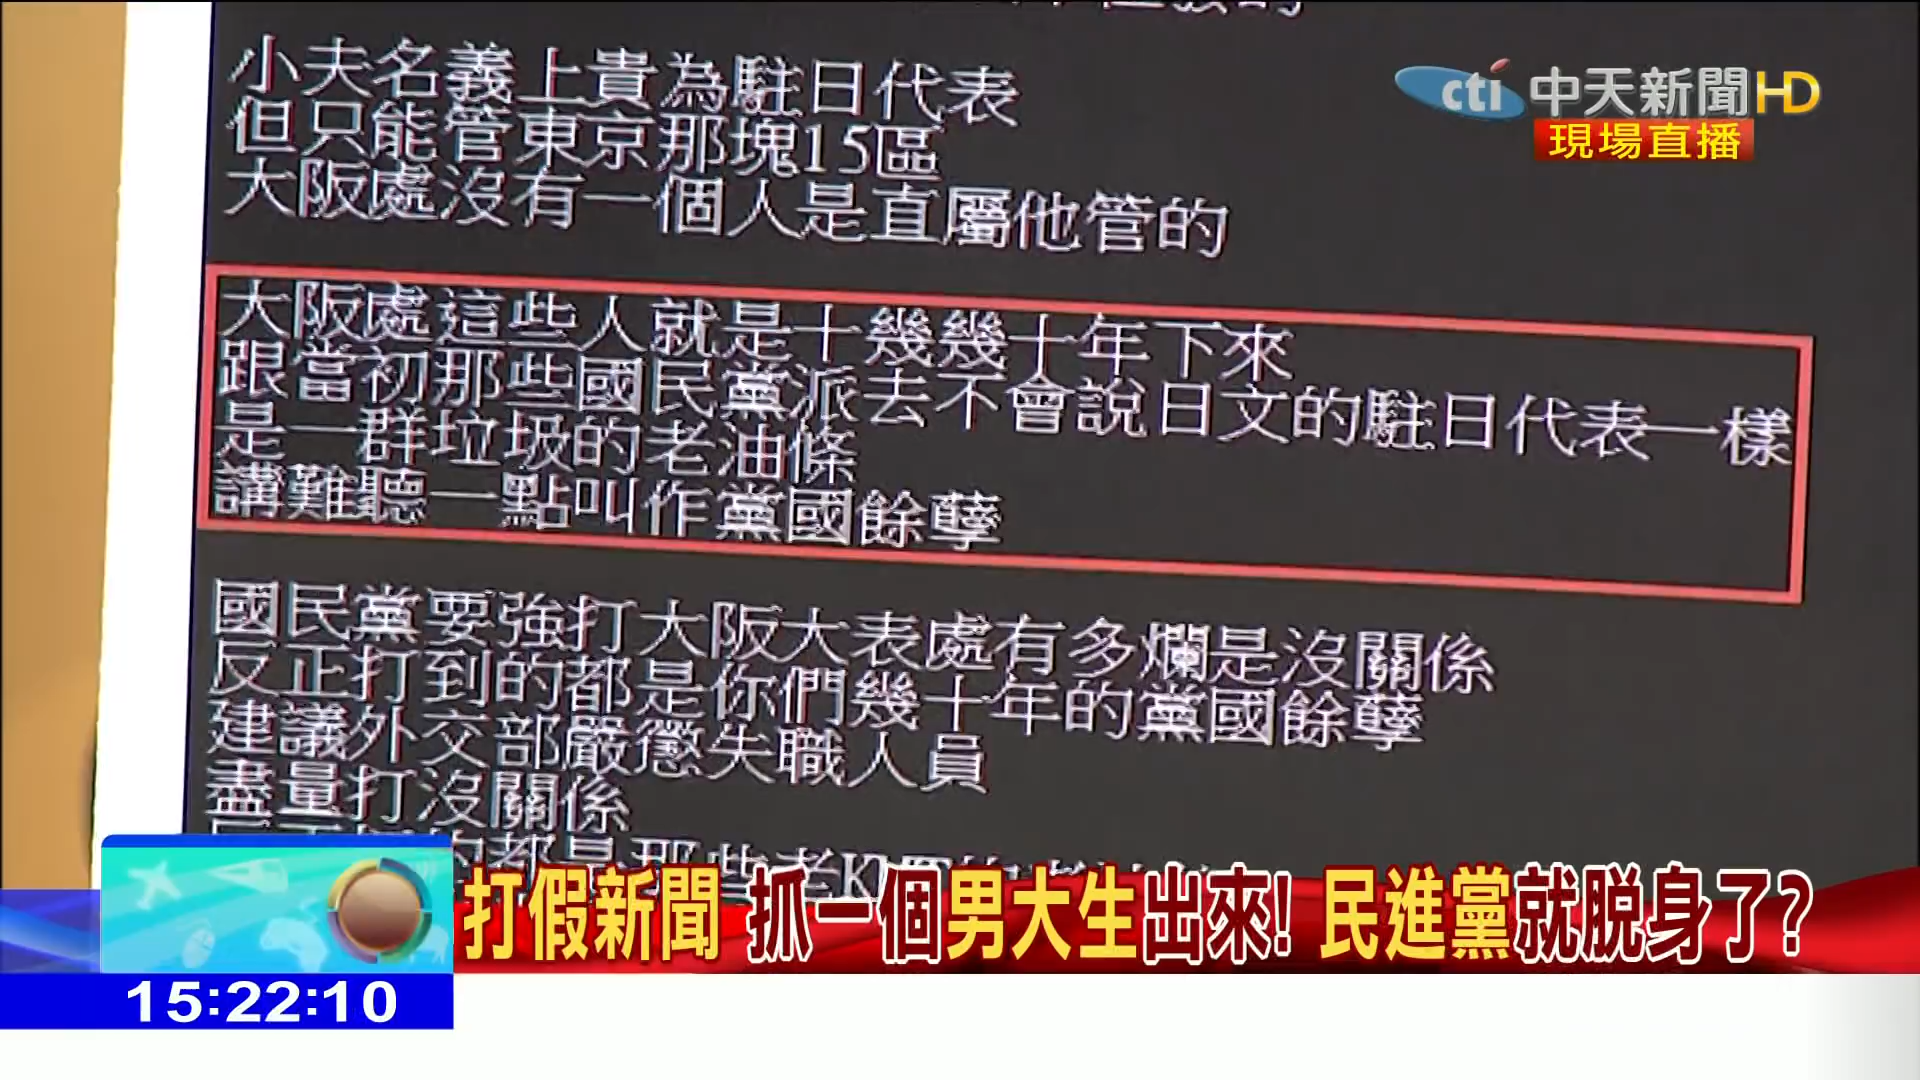 小夫名義上貴為駐日代表
但只能管東京那塊15區
大阪處沒有一個人是直屬他管的
大阪處這些人就是十幾幾十年下來
跟當初那些國民黨派去不會說日文的駐日代表一樣
是一群垃圾的老油條
講難聽一點叫作黨國餘孽
國民黨要強打大阪大表處有多爛是沒關係
反正打到的都是你們幾十年的黨國餘孽
建議外交部嚴懲失職人員
盡量打沒關係
cti 中天新聞HD
現場直播
打假新聞 抓一個男大生出來! 民進黨就脫身了?
15:22:10